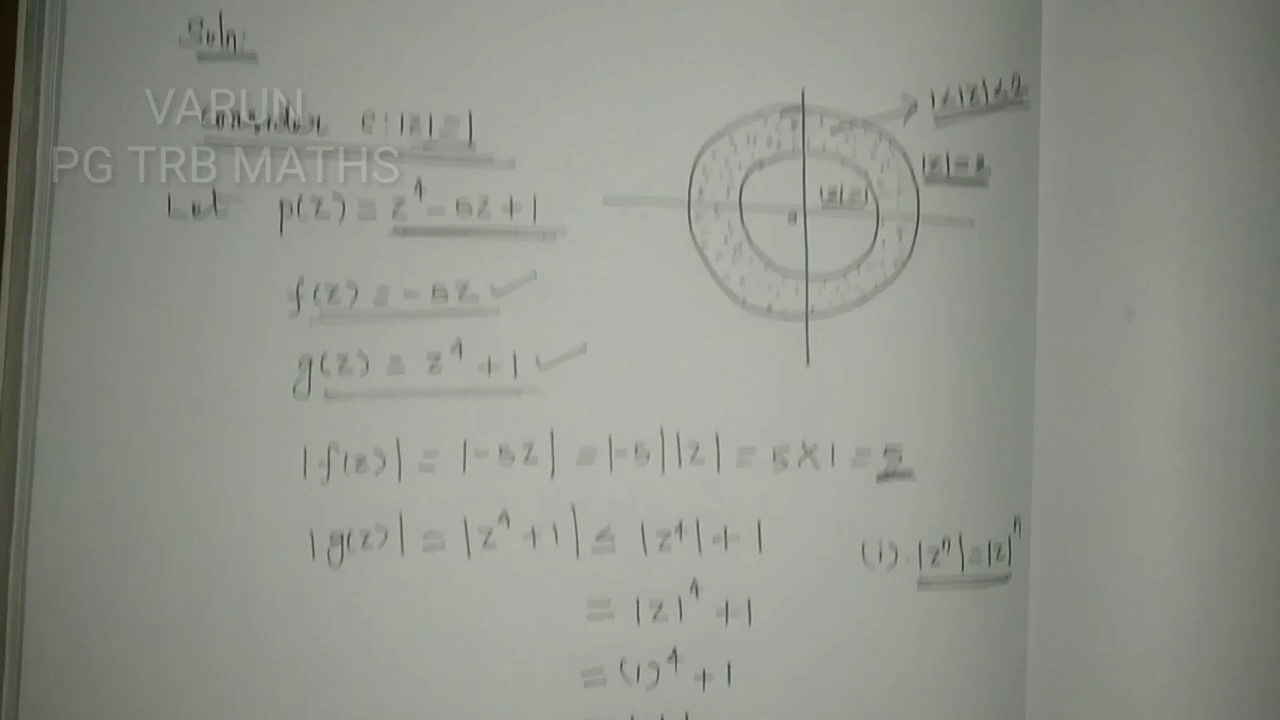 Soln:
VARUN
PG TRB MATHS
Consider C: |z| = 1
Let p(z) = z⁴ - 5z + 1
f(z) = -5z ✓
g(z) = z⁴ + 1 ✓
1<|z|<2
|z| = 2
|z|=1
0
|f(z)| = |-5z| = |-5||z| = 5×1 = 5
|g(z)| = |z⁴ + 1| ≤ |z⁴| + 1
(i). |zⁿ| = |z|ⁿ
= |z|⁴ + 1
= (1)⁴ + 1